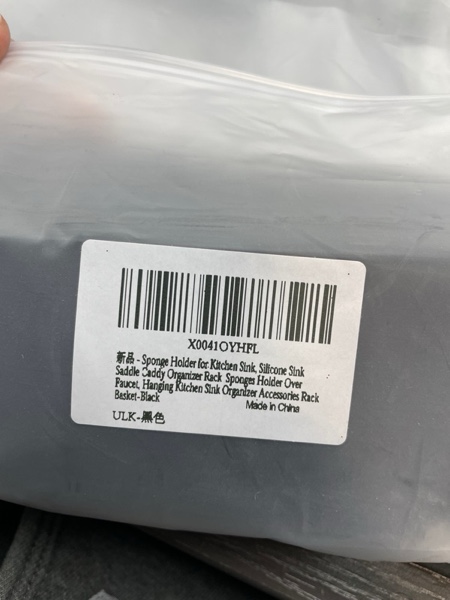 X0041OYHFL
新品 - Sponge Holder for Kitchen Sink, Silicone Sink
Saddle Caddy Organizer Rack Sponges Holder Over
Faucet, Hanging Kitchen Sink Organizer Accessories Rack
Basket-Black
Made in China
ULK-黑色